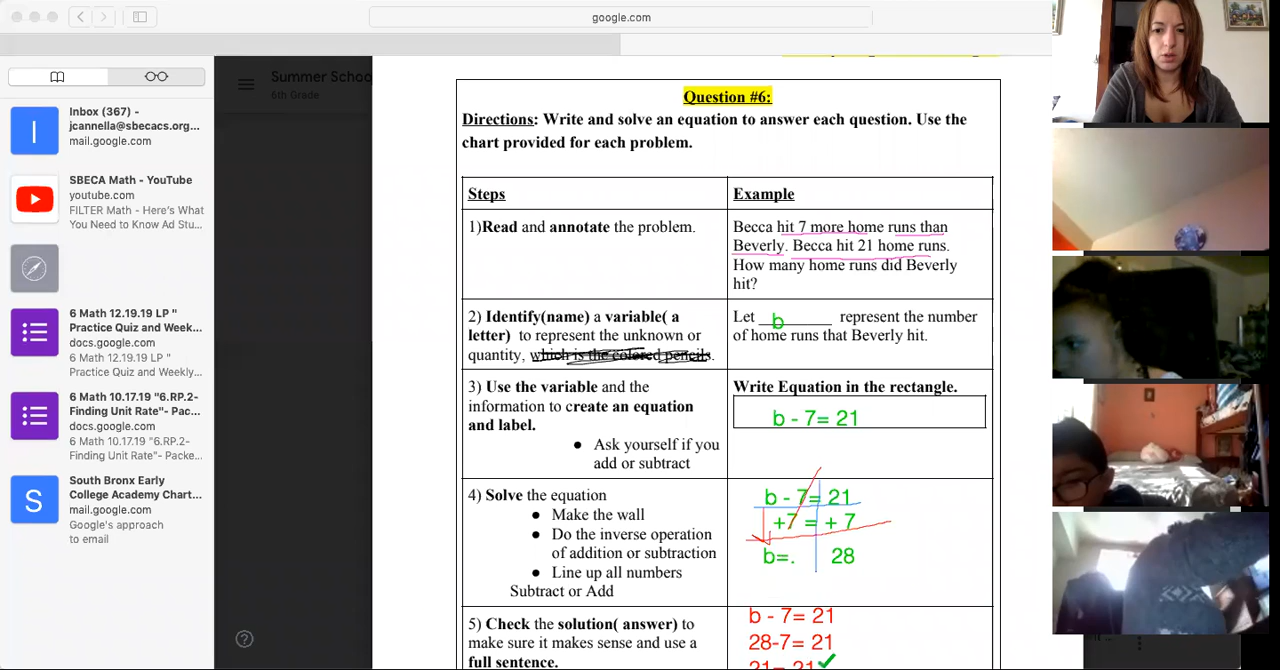 google.com
Inbox (367) -
jcannella@sbecacs.org...
mail.google.com
SBECA Math - YouTube
youtube.com
FILTER Math - Here's What
You Need to Know Ad Stu...
6 Math 12.19.19 LP "
Practice Quiz and Week...
docs.google.com
6 Math 12.19.19 LP "
Practice Quiz and Week...
6 Math 10.17.19 "6.RP.2-
Finding Unit Rate"- Pac...
docs.google.com
6 Math 10.17.19 "6.RP.2-
Finding Unit Rate"- Packe...
South Bronx Early
College Academy Chart...
mail.google.com
Google's approach
to email
Summer Schoo
6th Grade
Question #6:
Directions: Write and solve an equation to answer each question. Use the
chart provided for each problem.
Steps
Example
1)Read and annotate the problem.
Becca hit 7 more home runs than
Beverly. Becca hit 21 home runs.
How many home runs did Beverly
hit?
2) Identify(name) a variable( a
letter) to represent the unknown or
quantity, which is the colored pencils.
Let b represent the number
of home runs that Beverly hit.
3) Use the variable and the
information to create an equation
and label.
● Ask yourself if you
add or subtract
Write Equation in the rectangle.
b - 7= 21
4) Solve the equation
● Make the wall
● Do the inverse operation
of addition or subtraction
● Line up all numbers
Subtract or Add
b - 7= 21
+7 = + 7
b=. 28
5) Check the solution( answer) to
make sure it makes sense and use a
full sentence.
b - 7= 21
28-7= 21
21= 21